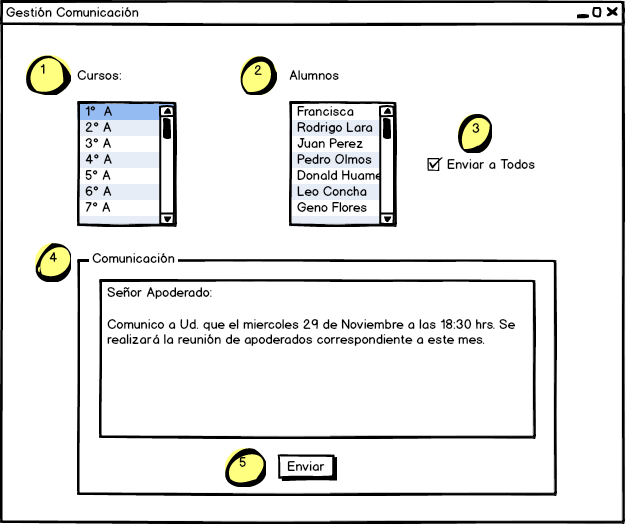 Gestión Comunicación
1 Cursos:
2 Alumnos
1° A
2° A
3° A
4° A
5° A
6° A
7° A
Francisca
Rodrigo Lara
Juan Perez
Pedro Olmos
Donald Huame
Leo Concha
Geno Flores
3
Enviar a Todos
4
Comunicación
Señor Apoderado:
Comunico a Ud. que el miercoles 29 de Noviembre a las 18:30 hrs. Se
realizará la reunión de apoderados correspondiente a este mes.
5 Enviar